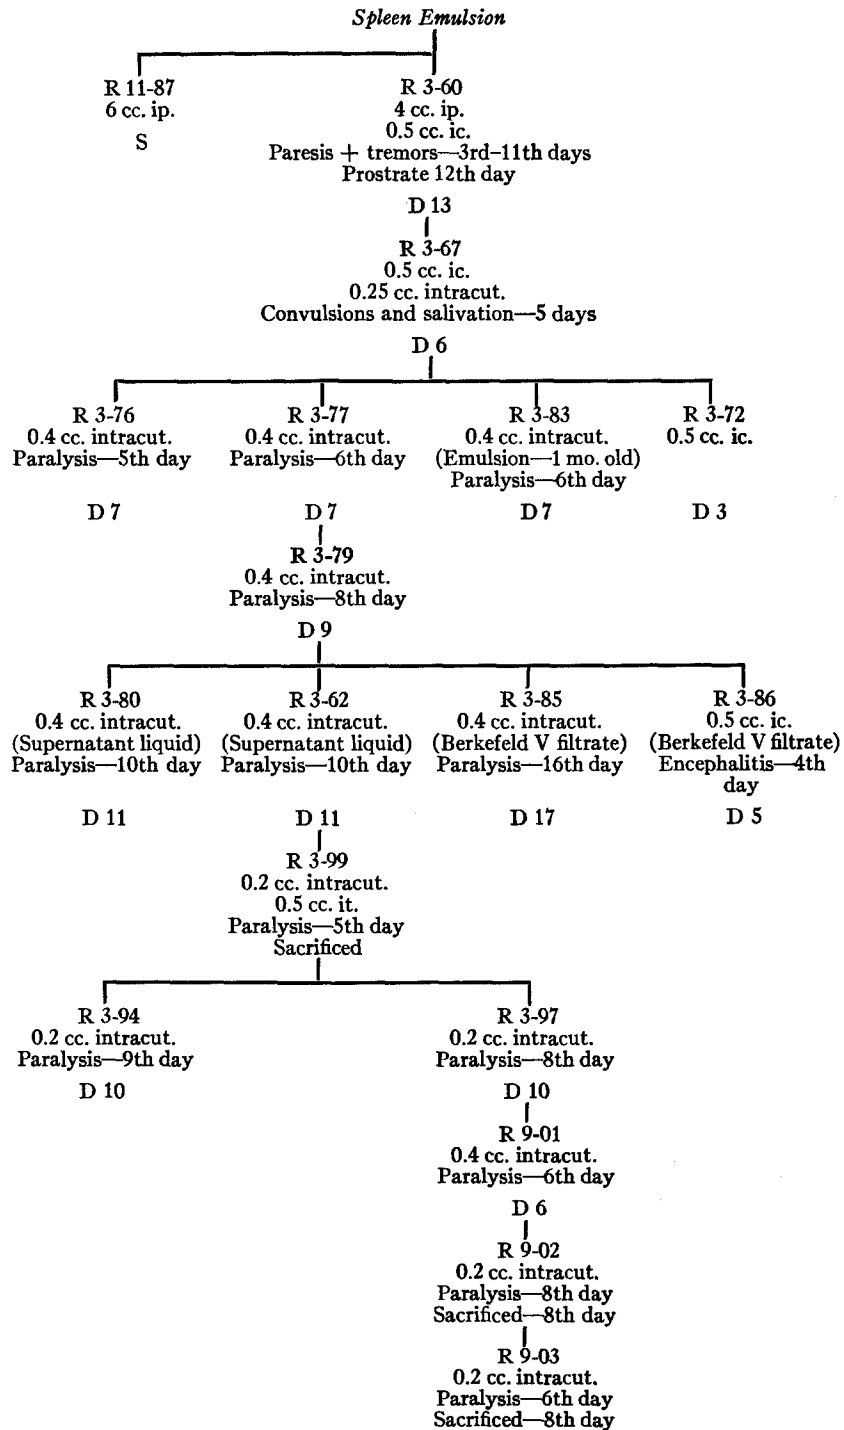 Spleen Emulsion
R 11-87
6 cc. ip.
S
R 3-60
4 cc. ip.
0.5 cc. ic.
Paresis + tremors—3rd-11th days
Prostrate 12th day
D 13
R 3-67
0.5 cc. ic.
0.25 cc. intracut.
Convulsions and salivation—5 days
D 6
R 3-76
0.4 cc. intracut.
Paralysis—5th day
D 7
R 3-77
0.4 cc. intracut.
Paralysis—6th day
D 7
R 3-83
0.4 cc. intracut.
(Emulsion—1 mo. old)
Paralysis—6th day
D 7
R 3-72
0.5 cc. ic.
D 3
R 3-79
0.4 cc. intracut.
Paralysis—8th day
D 9
R 3-80
0.4 cc. intracut.
(Supernatant liquid)
Paralysis—10th day
D 11
R 3-62
0.4 cc. intracut.
(Supernatant liquid)
Paralysis—10th day
D 11
R 3-85
0.4 cc. intracut.
(Berkefeld V filtrate)
Paralysis—16th day
D 17
R 3-86
0.5 cc. ic.
(Berkefeld V filtrate)
Encephalitis—4th
day
D 5
R 3-99
0.2 cc. intracut.
0.5 cc. it.
Paralysis—5th day
Sacrificed
R 3-94
0.2 cc. intracut.
Paralysis—9th day
D 10
R 3-97
0.2 cc. intracut.
Paralysis—8th day
D 10
R 9-01
0.4 cc. intracut.
Paralysis—6th day
D 6
R 9-02
0.2 cc. intracut.
Paralysis—8th day
Sacrificed—8th day
R 9-03
0.2 cc. intracut.
Paralysis—6th day
Sacrificed—8th day